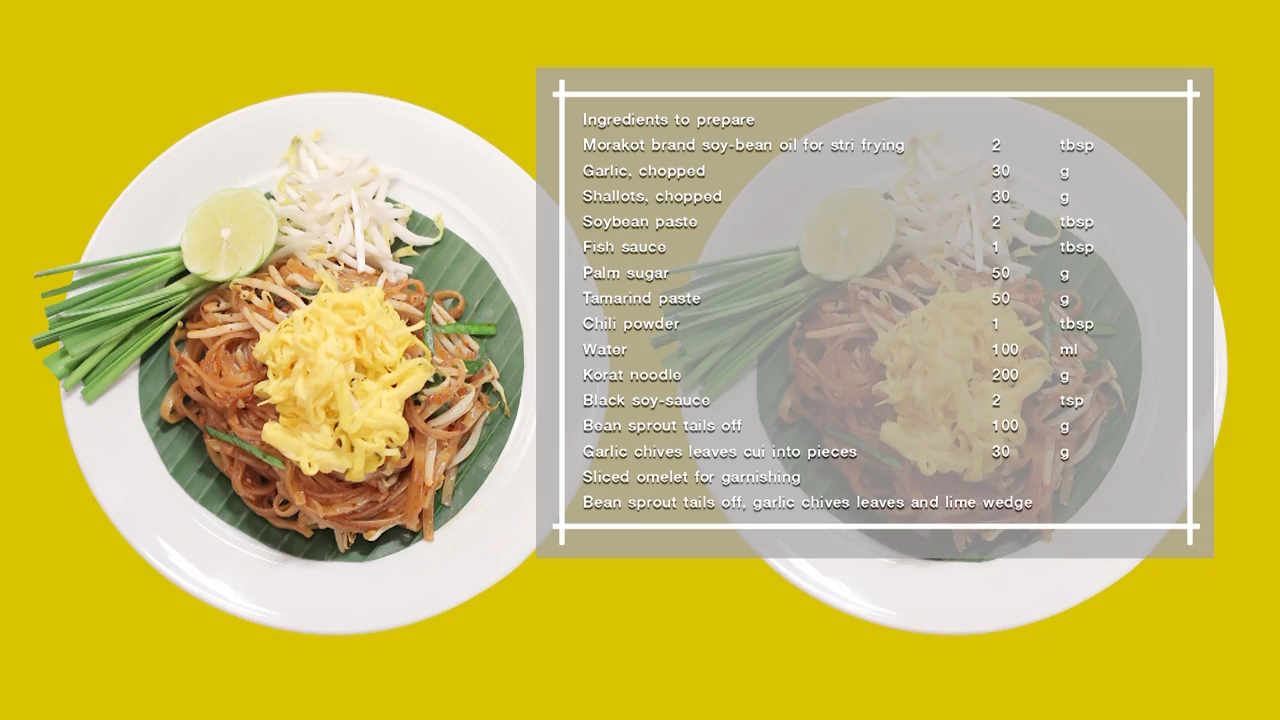 Ingredients to prepare
Morakot brand soy-bean oil for stri frying 2 tbsp
Garlic, chopped 30 g
Shallots, chopped 30 g
Soybean paste 2 tbsp
Fish sauce 1 tbsp
Palm sugar 50 g
Tamarind paste 50 g
Chili powder 1 tbsp
Water 100 ml
Korat noodle 200 g
Black soy-sauce 2 tsp
Bean sprout tails off 100 g
Garlic chives leaves cui into pieces 30 g
Sliced omelet for garnishing
Bean sprout tails off, garlic chives leaves and lime wedge